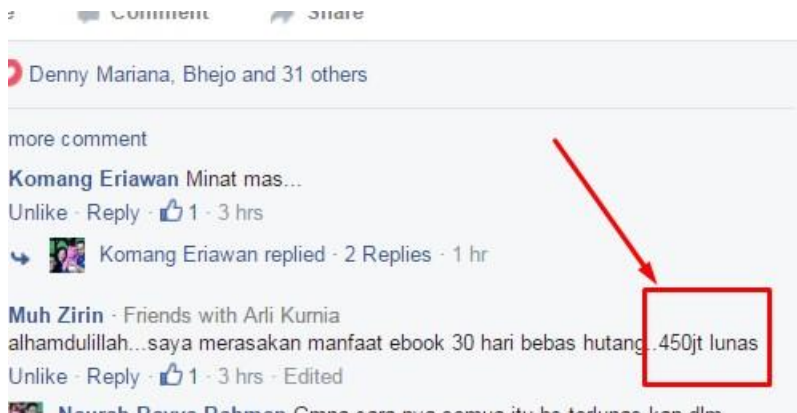 Comment Share
Denny Mariana, Bhejo and 31 others
more comment
Komang Eriawan Minat mas...
Unlike · Reply · 1 · 3 hrs
Komang Eriawan replied · 2 Replies · 1 hr
Muh Zirin · Friends with Arli Kurnia
alhamdulillah...saya merasakan manfaat ebook 30 hari bebas hutang..450jt lunas
Unlike · Reply · 1 · 3 hrs · Edited